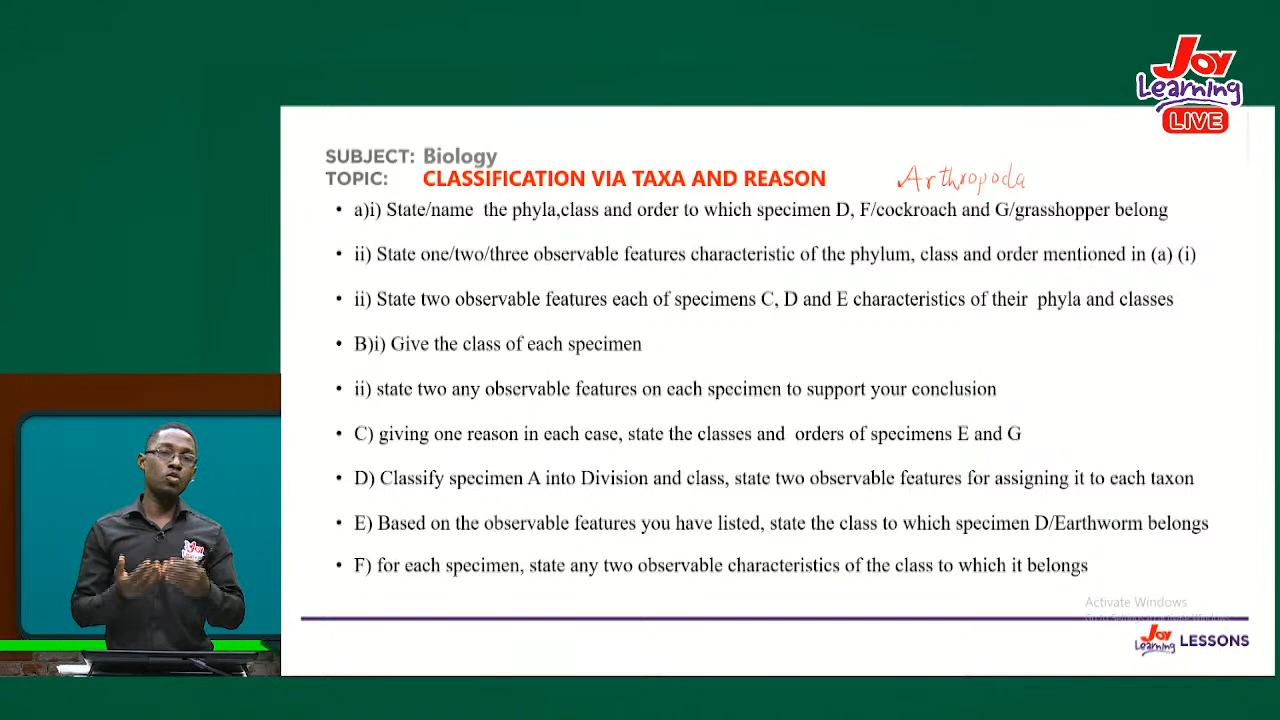 Joy
Learning
LIVE
SUBJECT: Biology
TOPIC: CLASSIFICATION VIA TAXA AND REASON Arthropoda
• a)i) State/name the phyla,class and order to which specimen D, F/cockroach and G/grasshopper belong
• ii) State one/two/three observable features characteristic of the phylum, class and order mentioned in (a) (i)
• ii) State two observable features each of specimens C, D and E characteristics of their phyla and classes
• B)i) Give the class of each specimen
• ii) state two any observable features on each specimen to support your conclusion
• C) giving one reason in each case, state the classes and orders of specimens E and G
• D) Classify specimen A into Division and class, state two observable features for assigning it to each taxon
• E) Based on the observable features you have listed, state the class to which specimen D/Earthworm belongs
• F) for each specimen, state any two observable characteristics of the class to which it belongs
Activate Windows
Go to Settings to activate Windows.
Joy Learning LESSONS